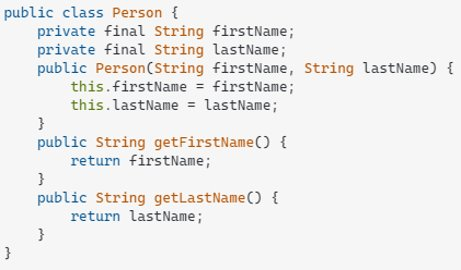 public class Person {
    private final String firstName;
    private final String lastName;
    public Person(String firstName, String lastName) {
        this.firstName = firstName;
        this.lastName = lastName;
    }
    public String getFirstName() {
        return firstName;
    }
    public String getLastName() {
        return lastName;
    }
}